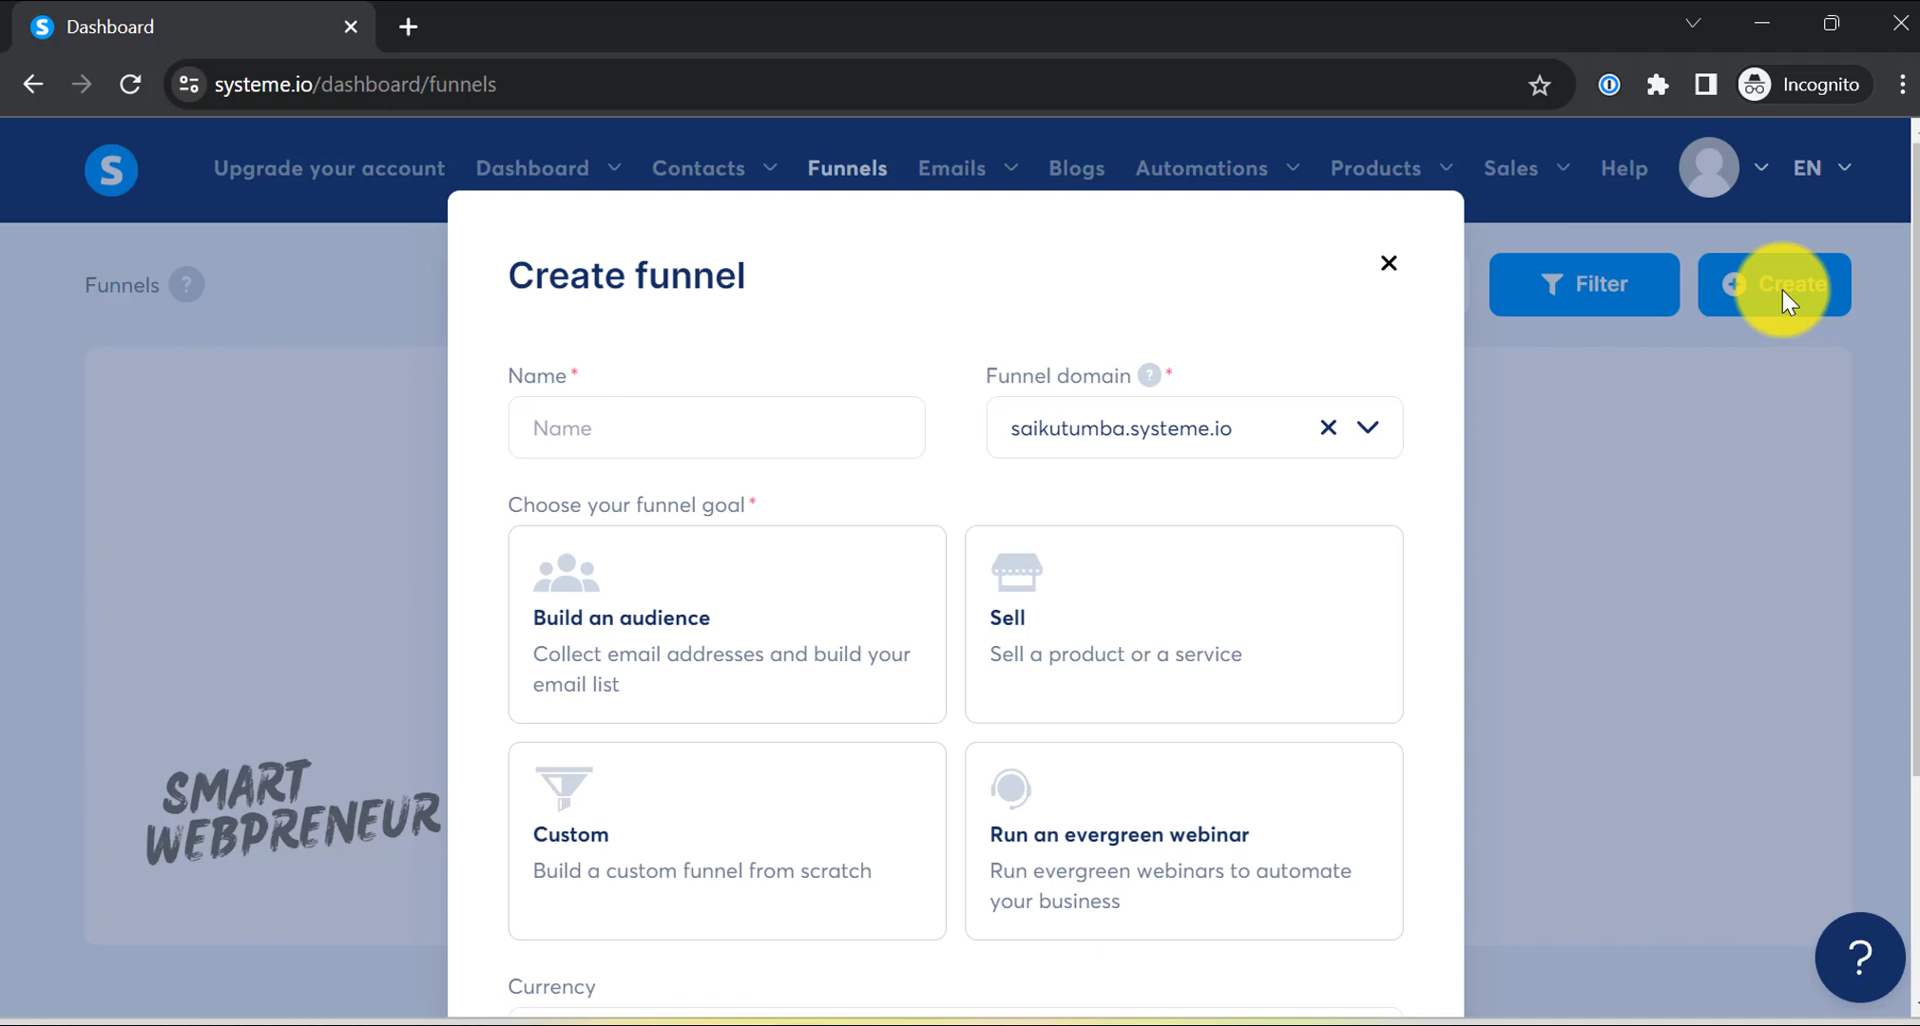 Dashboard
systeme.io/dashboard/funnels
Incognito
S
Upgrade your account Dashboard Contacts Funnels Emails Blogs Automations Products Sales Help EN
Funnels ?
Filter
Create
Create funnel
Name *
Funnel domain ? *
Name
saikutumba.systeme.io
Choose your funnel goal *
Build an audience
Collect email addresses and build your
email list
Sell
Sell a product or a service
Custom
Build a custom funnel from scratch
Run an evergreen webinar
Run evergreen webinars to automate
your business
Currency
SMART
WEBPRENEUR
?